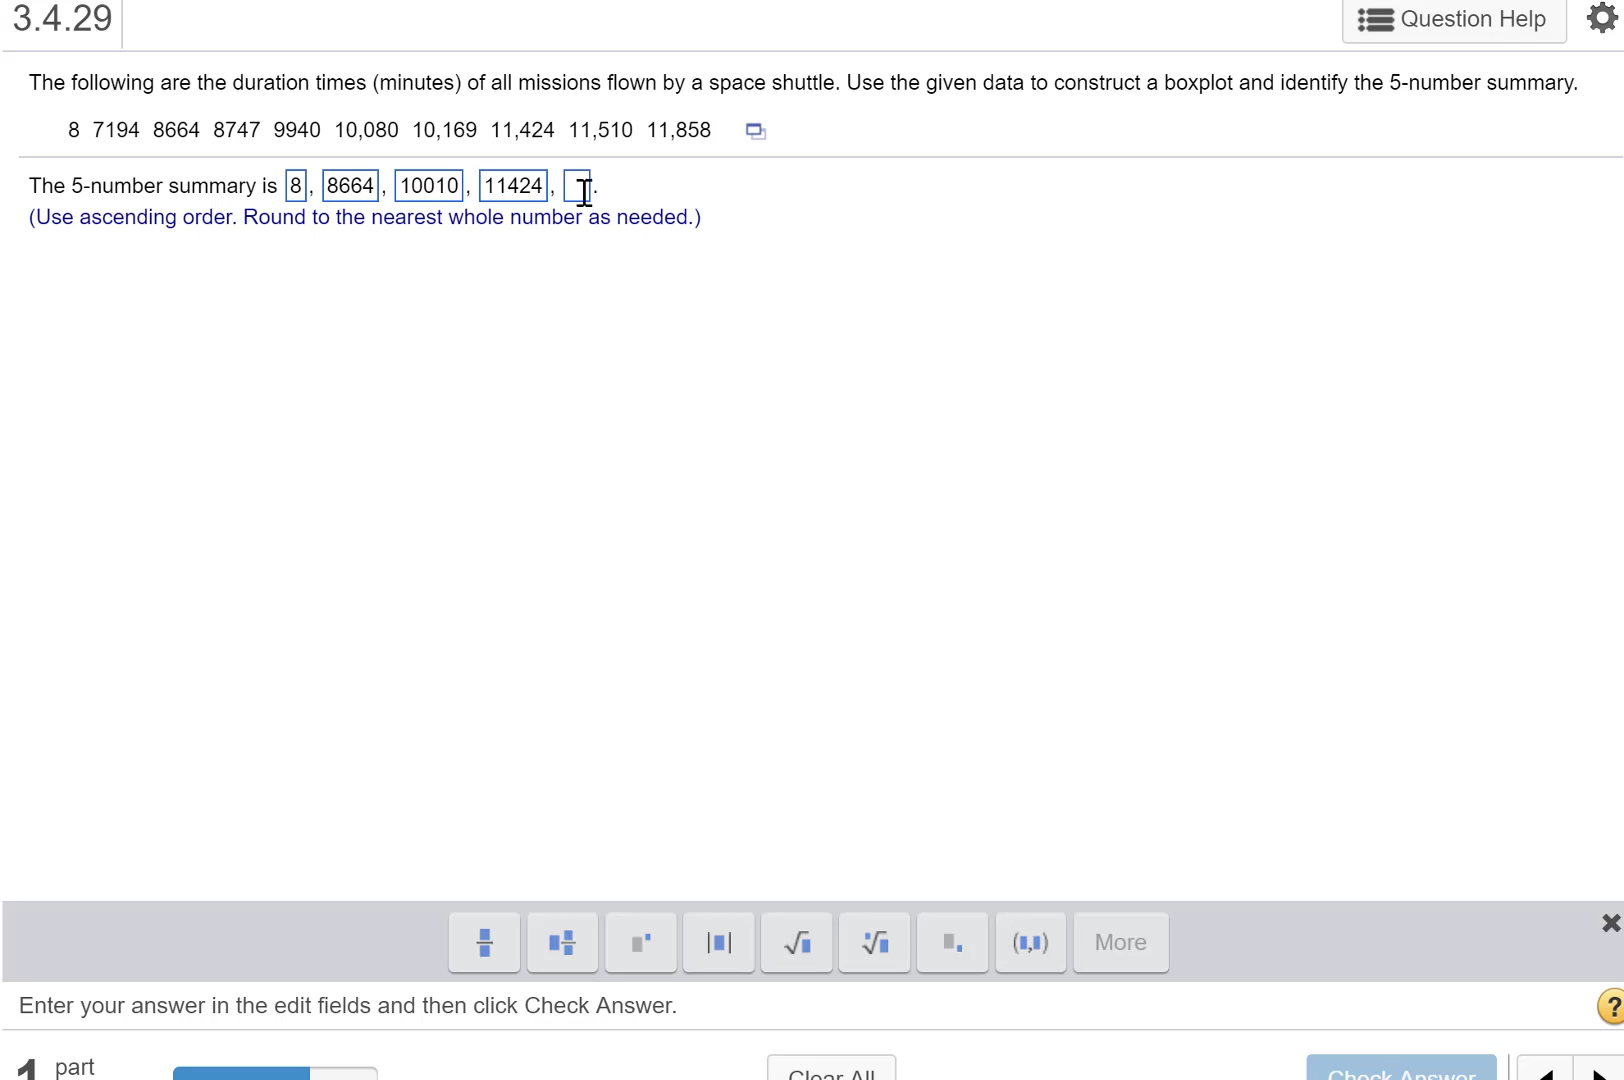 3.4.29
Question Help
The following are the duration times (minutes) of all missions flown by a space shuttle. Use the given data to construct a boxplot and identify the 5-number summary.
8 7194 8664 8747 9940 10,080 10,169 11,424 11,510 11,858
The 5-number summary is 8, 8664, 10010, 11424, .
(Use ascending order. Round to the nearest whole number as needed.)
More
Enter your answer in the edit fields and then click Check Answer.
?
1 part
Clear All
Check Answer